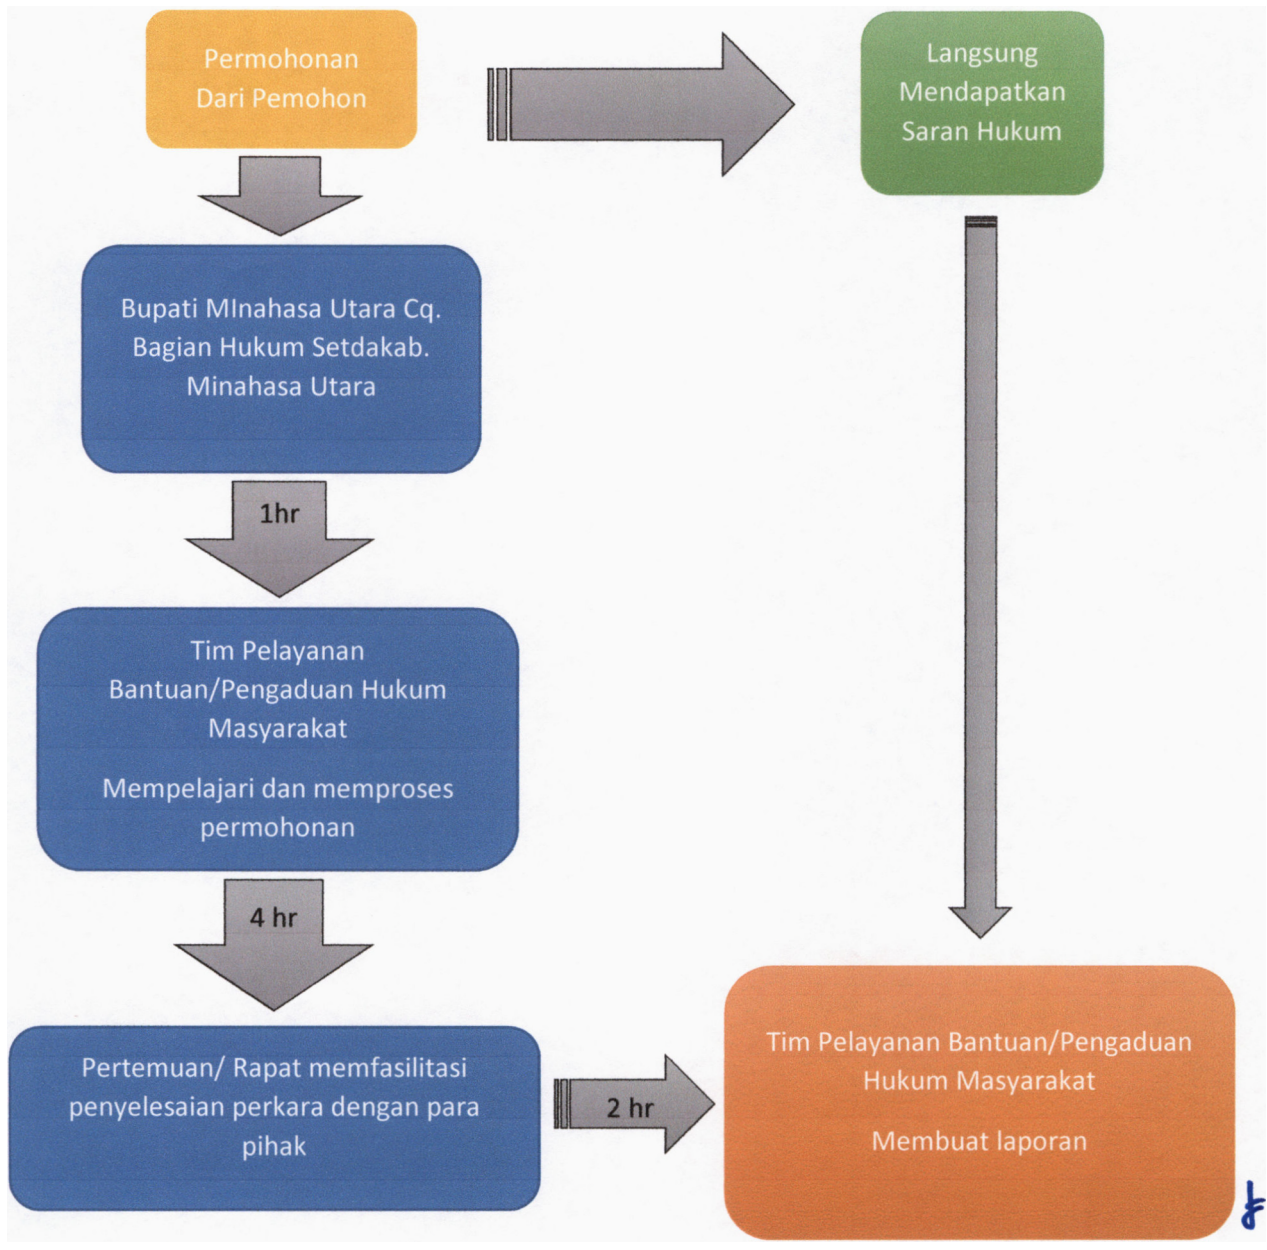 Permohonan
Dari Pemohon
Langsung
Mendapatkan
Saran Hukum
Bupati MInahasa Utara Cq.
Bagian Hukum Setdakab.
Minahasa Utara
1hr
Tim Pelayanan
Bantuan/Pengaduan Hukum
Masyarakat
Mempelajari dan memproses
permohonan
4 hr
Pertemuan/ Rapat memfasilitasi
penyelesaian perkara dengan para
pihak
2 hr
Tim Pelayanan Bantuan/Pengaduan
Hukum Masyarakat
Membuat laporan